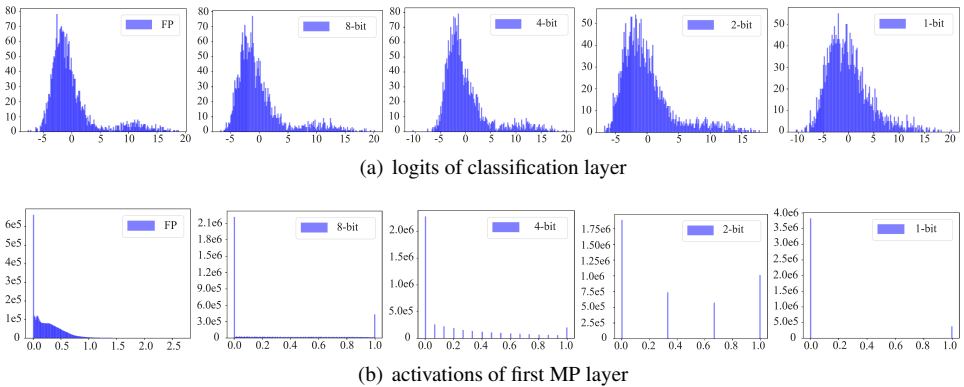 FP
8-bit
4-bit
2-bit
1-bit
80
70
60
50
40
30
20
10
0
-5 0 5 10 15 20
80
70
60
50
40
30
20
10
0
-5 0 5 10 15 20
80
70
60
50
40
30
20
10
0
-10 -5 0 5 10 15 20
50
40
30
20
10
0
-5 0 5 10 15
50
40
30
20
10
0
-10 -5 0 5 10 15 20
(a) logits of classification layer
FP
8-bit
4-bit
2-bit
1-bit
6e5
5e5
4e5
3e5
2e5
1e5
0
0.0 0.5 1.0 1.5 2.0 2.5
2.1e6
1.8e6
1.5e6
1.2e6
9.0e5
6.0e5
3.0e5
0
0.0 0.2 0.4 0.6 0.8 1.0
2.0e6
1.5e6
1.0e6
5.0e5
0
0.0 0.2 0.4 0.6 0.8 1.0
1.75e6
1.50e6
1.25e6
1.00e6
7.5e5
5.0e5
2.5e5
0
0.0 0.2 0.4 0.6 0.8 1.0
4.0e6
3.5e6
3.0e6
2.5e6
2.0e6
1.5e6
1.0e6
5.0e5
0
0.0 0.2 0.4 0.6 0.8 1.0
(b) activations of first MP layer